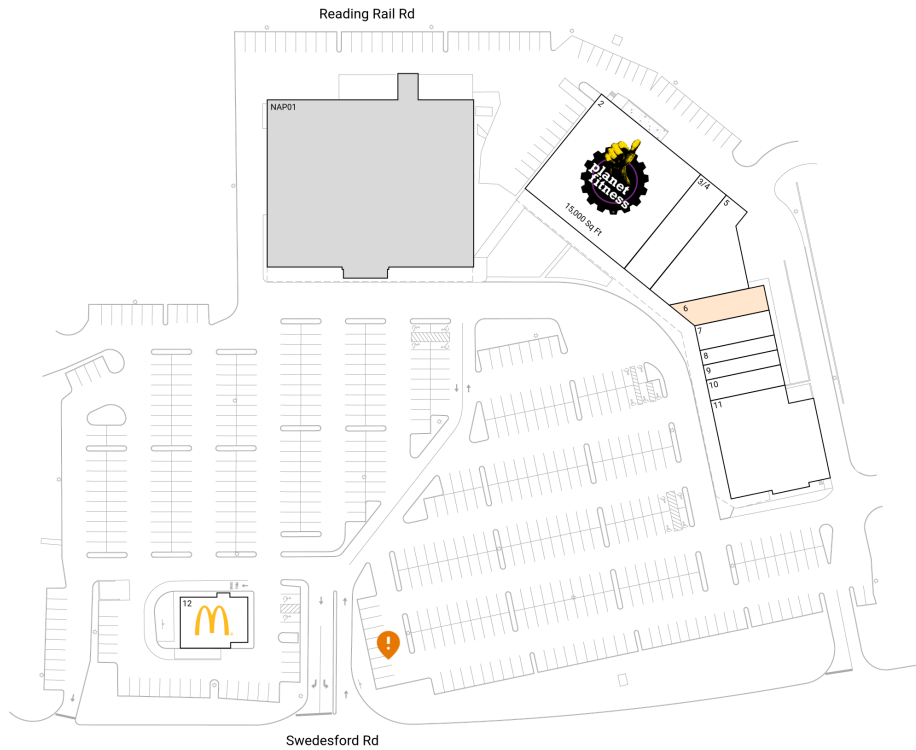 Reading Rail Rd
NAP01
2
planet
fitness
15,000 Sq Ft
3/4
5
6
7
8
9
10
11
12
!
Swedesford Rd